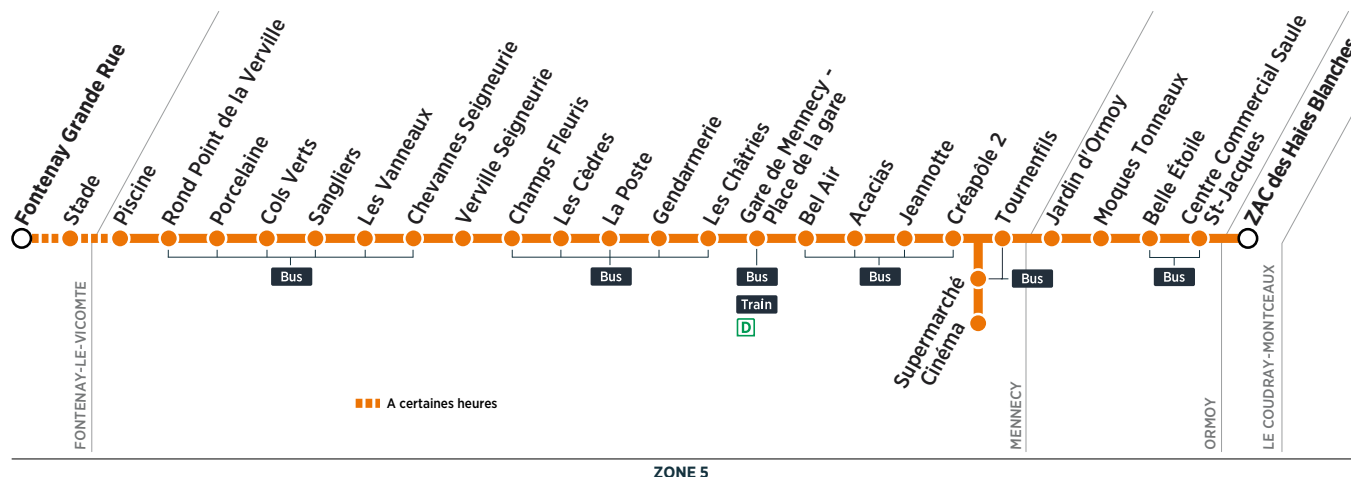 Fontenay Grande Rue
Stade
Piscine
Rond Point de la Verville
Porcelaine
Cols Verts
Sangliers
Les Vanneaux
Chevannes Seigneurie
Verville Seigneurie
Champs Fleuris
Les Cèdres
La Poste
Gendarmerie
Les Châtries
Gare de Mennecy -
Place de la gare
Bel Air
Acacias
Jeannotte
Créapôle 2
Tournenfils
Jardin d'Ormoy
Moques Tonneaux
Belle Étoile
Centre Commercial Saule
St-Jacques
ZAC des Haies Blanches
Bus
Bus
Bus
Train
D
Bus
Bus
Bus
Supermarché
Cinéma
FONTENAY-LE-VICOMTE
MENNECY
ORMOY
LE COUDRAY-MONTCEAUX
A certaines heures
ZONE 5